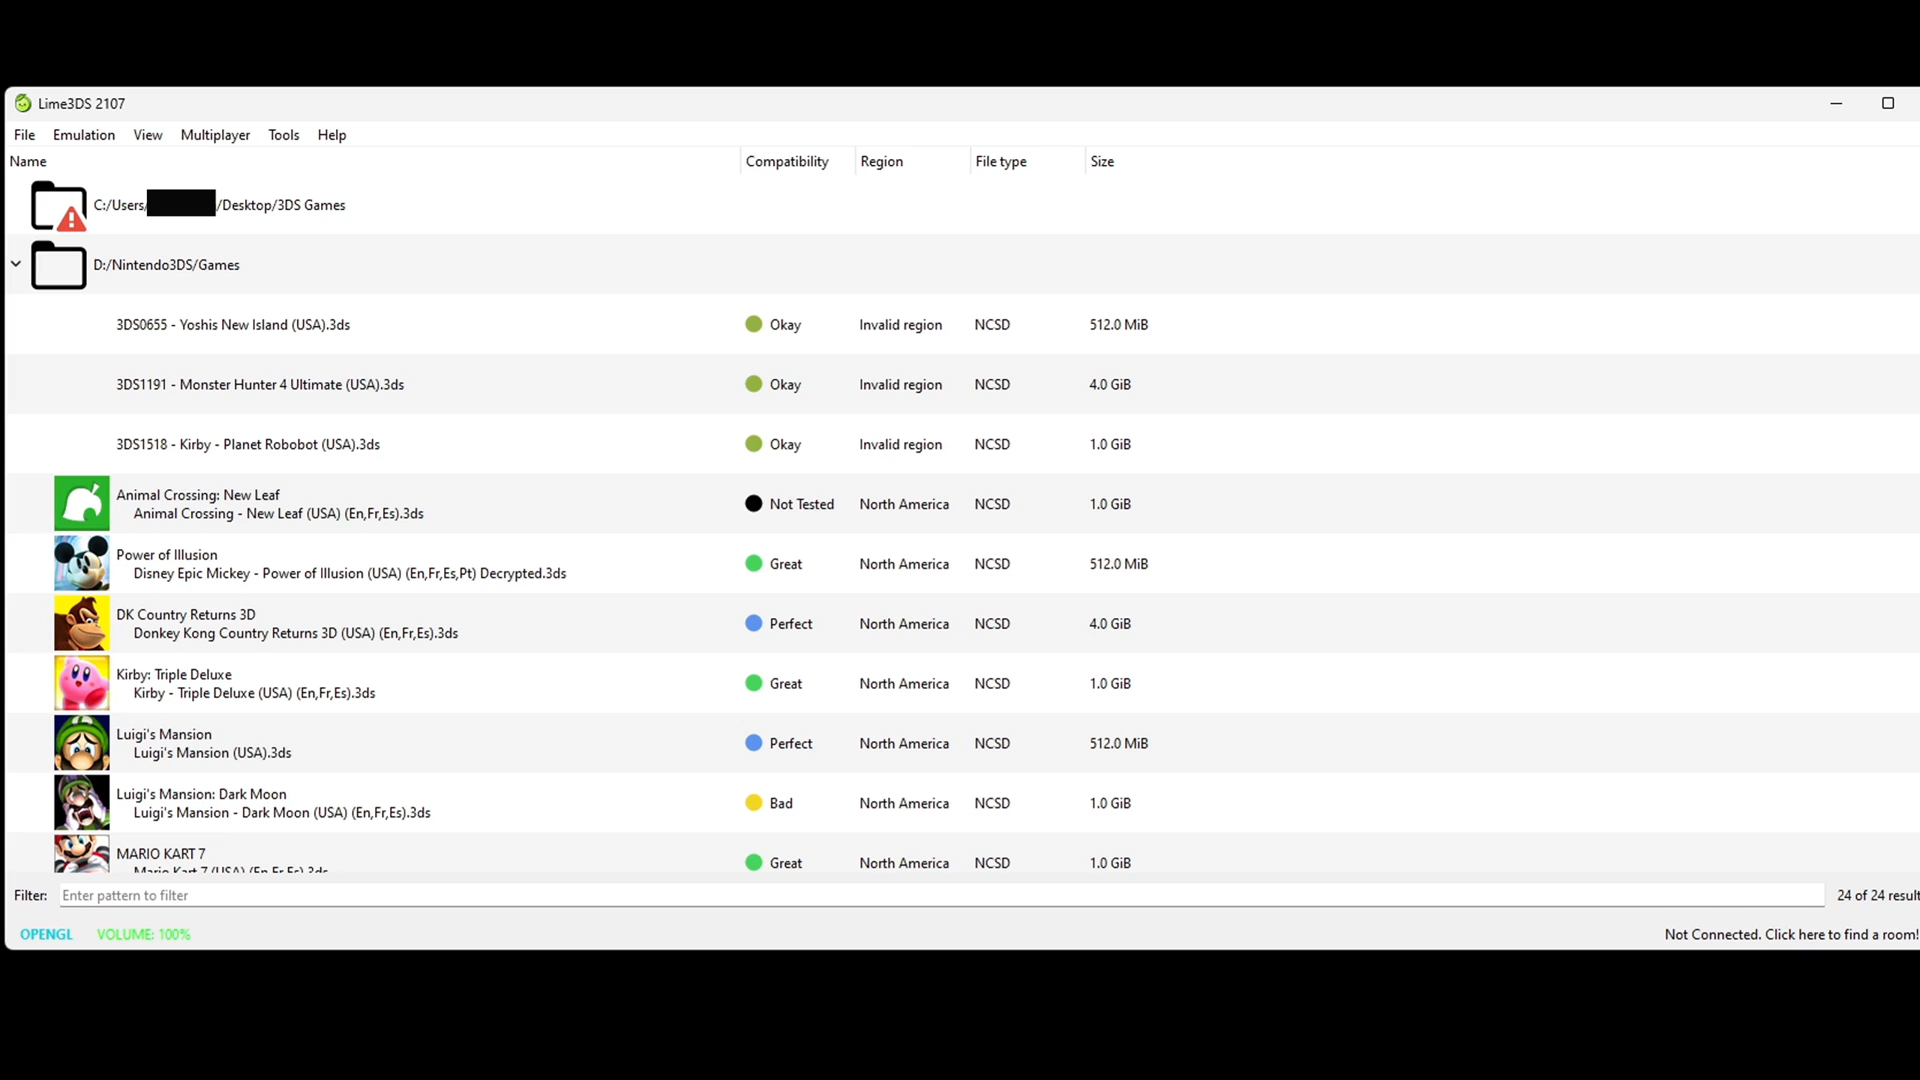 Lime3DS 2107
File Emulation View Multiplayer Tools Help
Name Compatibility Region File type Size
C:/Users/ /Desktop/3DS Games
D:/Nintendo3DS/Games
3DS0655 - Yoshis New Island (USA).3ds Okay Invalid region NCSD 512.0 MiB
3DS1191 - Monster Hunter 4 Ultimate (USA).3ds Okay Invalid region NCSD 4.0 GiB
3DS1518 - Kirby - Planet Robobot (USA).3ds Okay Invalid region NCSD 1.0 GiB
Animal Crossing: New Leaf
Animal Crossing - New Leaf (USA) (En,Fr,Es).3ds Not Tested North America NCSD 1.0 GiB
Power of Illusion
Disney Epic Mickey - Power of Illusion (USA) (En,Fr,Es,Pt) Decrypted.3ds Great North America NCSD 512.0 MiB
DK Country Returns 3D
Donkey Kong Country Returns 3D (USA) (En,Fr,Es).3ds Perfect North America NCSD 4.0 GiB
Kirby: Triple Deluxe
Kirby - Triple Deluxe (USA) (En,Fr,Es).3ds Great North America NCSD 1.0 GiB
Luigi's Mansion
Luigi's Mansion (USA).3ds Perfect North America NCSD 512.0 MiB
Luigi's Mansion: Dark Moon
Luigi's Mansion - Dark Moon (USA) (En,Fr,Es).3ds Bad North America NCSD 1.0 GiB
MARIO KART 7
Mario Kart 7 (USA) (En,Fr,Es).3ds Great North America NCSD 1.0 GiB
Filter: Enter pattern to filter 24 of 24 result
OPENGL VOLUME: 100% Not Connected. Click here to find a room!